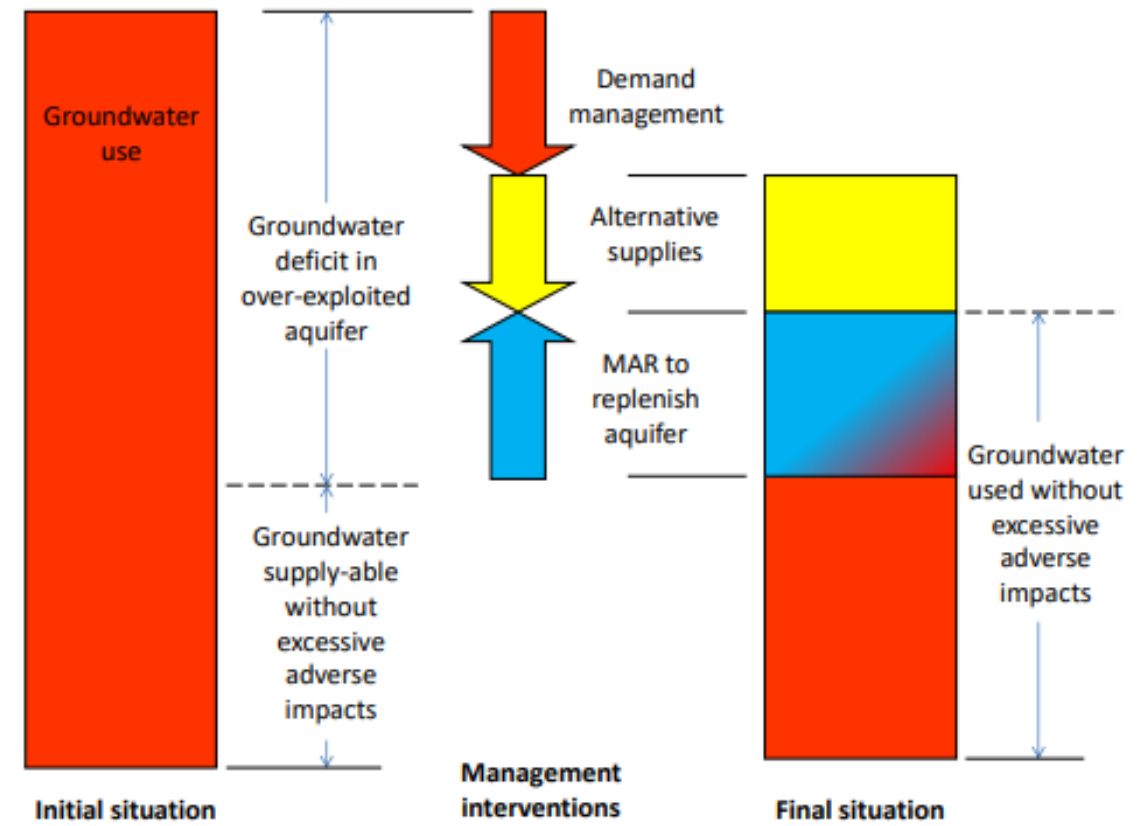 Groundwater
use
Groundwater
deficit in
over-exploited
aquifer
Groundwater
supply-able
without
excessive
adverse
impacts
Initial situation
Demand
management
Alternative
supplies
MAR to
replenish
aquifer
Management
interventions
Groundwater
used without
excessive
adverse
impacts
Final situation